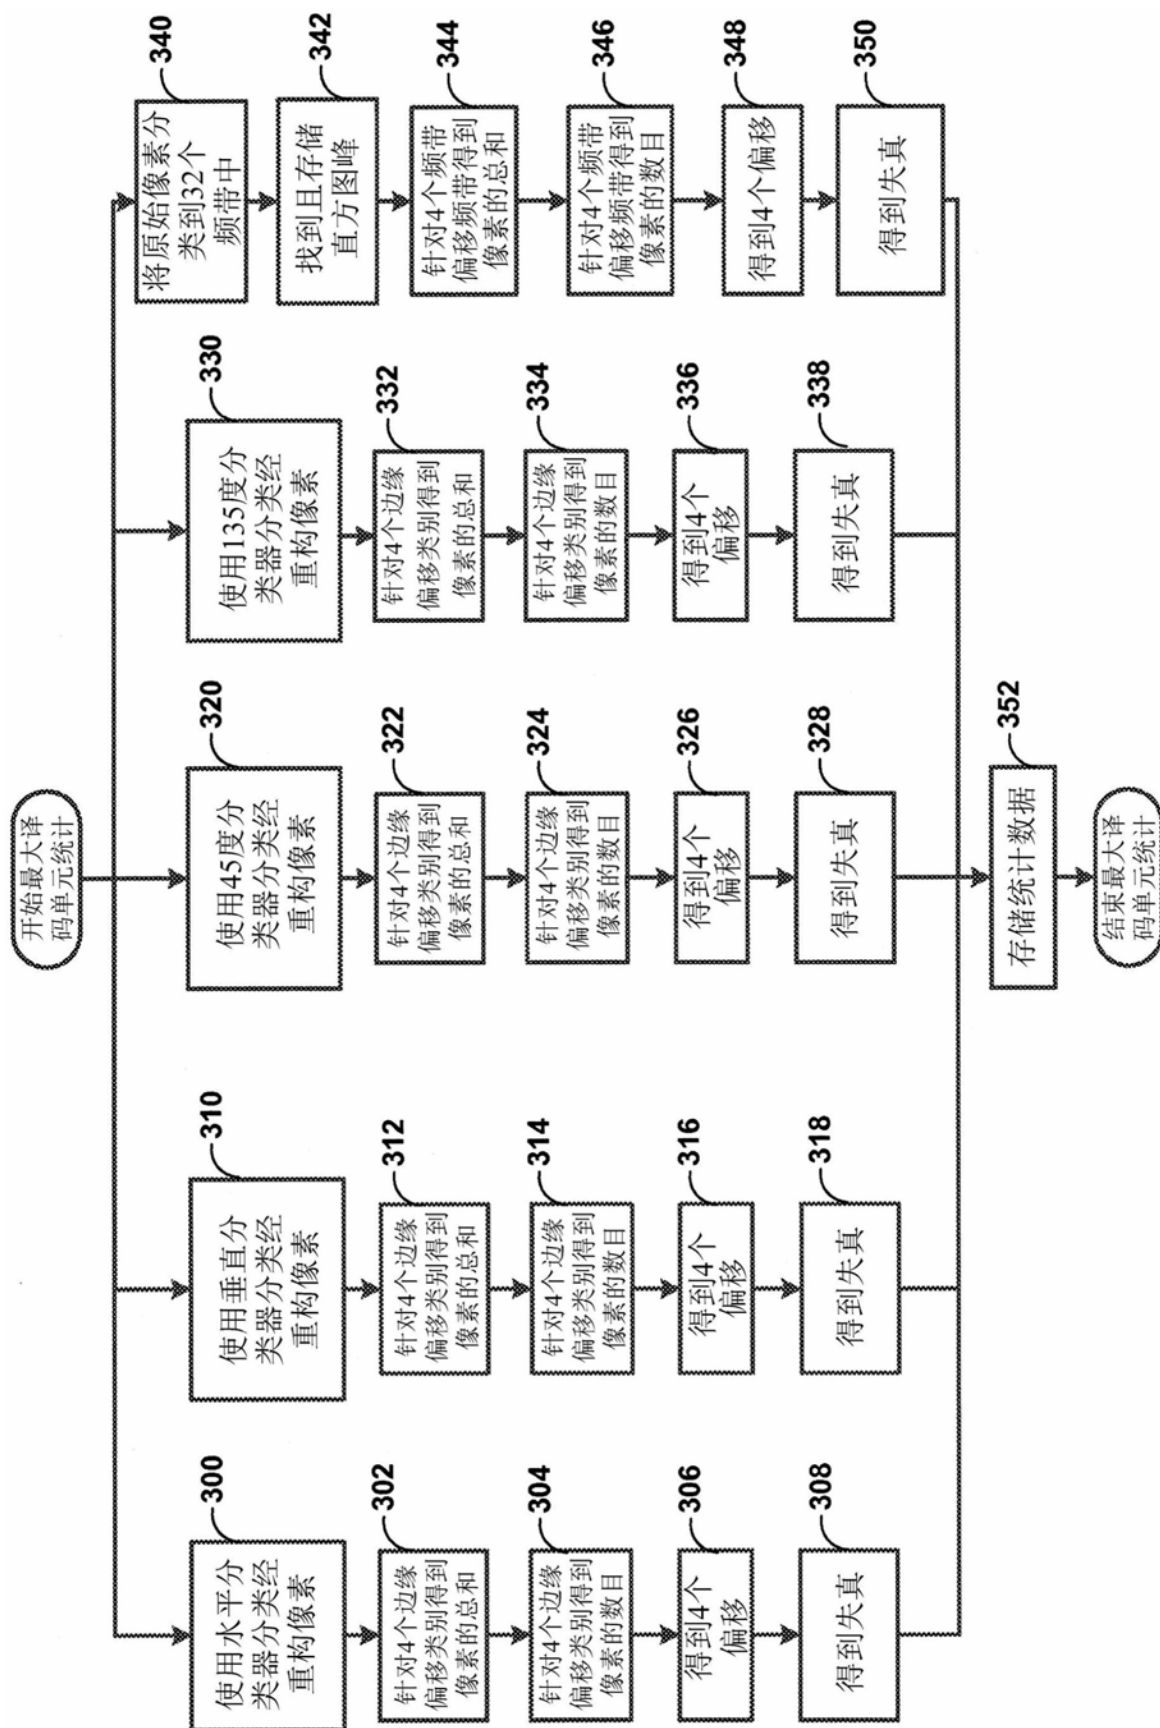 开始最大译
码单元统计
使用水平分
类器分类经
重构像素
300
针对4个边缘
偏移类别得到
像素的总和
302
针对4个边缘
偏移类别得到
像素的数目
304
得到4个
偏移
306
得到失真
308
使用垂直分
类器分类经
重构像素
310
针对4个边缘
偏移类别得到
像素的总和
312
针对4个边缘
偏移类别得到
像素的数目
314
得到4个
偏移
316
得到失真
318
使用45度分
类器分类经
重构像素
320
针对4个边缘
偏移类别得到
像素的总和
322
针对4个边缘
偏移类别得到
像素的数目
324
得到4个
偏移
326
得到失真
328
使用135度分
类器分类经
重构像素
330
针对4个边缘
偏移类别得到
像素的总和
332
针对4个边缘
偏移类别得到
像素的数目
334
得到4个
偏移
336
得到失真
338
将原始像素分
类到32个
频带中
340
找到且存储
直方图峰
342
针对4个频带
偏移频带得到
像素的总和
344
针对4个频带
偏移频带得到
像素的数目
346
得到4个偏移
348
得到失真
350
存储统计数据
352
结束最大译
码单元统计